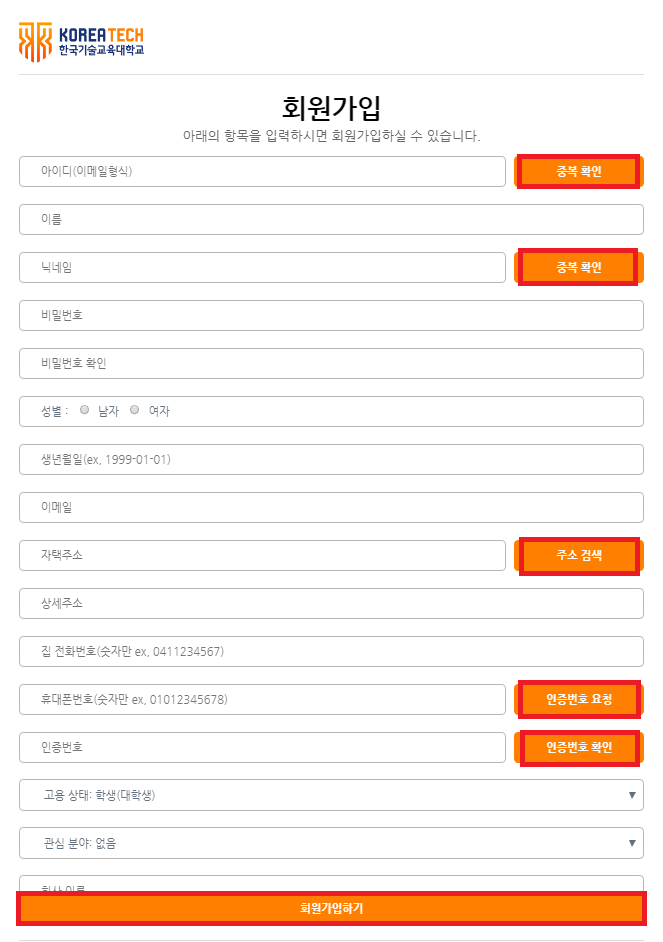 KOREATECH
한국기술교육대학교
회원가입
아래의 항목을 입력하시면 회원가입하실 수 있습니다.
아이디(이메일형식) 중복 확인
이름
닉네임 중복 확인
비밀번호
비밀번호 확인
성별 : 남자 여자
생년월일(ex, 1999-01-01)
이메일
자택주소 주소 검색
상세주소
집 전화번호(숫자만 ex, 0411234567)
휴대폰번호(숫자만 ex, 01012345678) 인증번호 요청
인증번호 인증번호 확인
고용 상태: 학생(대학생) ▼
관심 분야: 없음 ▼
회사 이름
회원가입하기